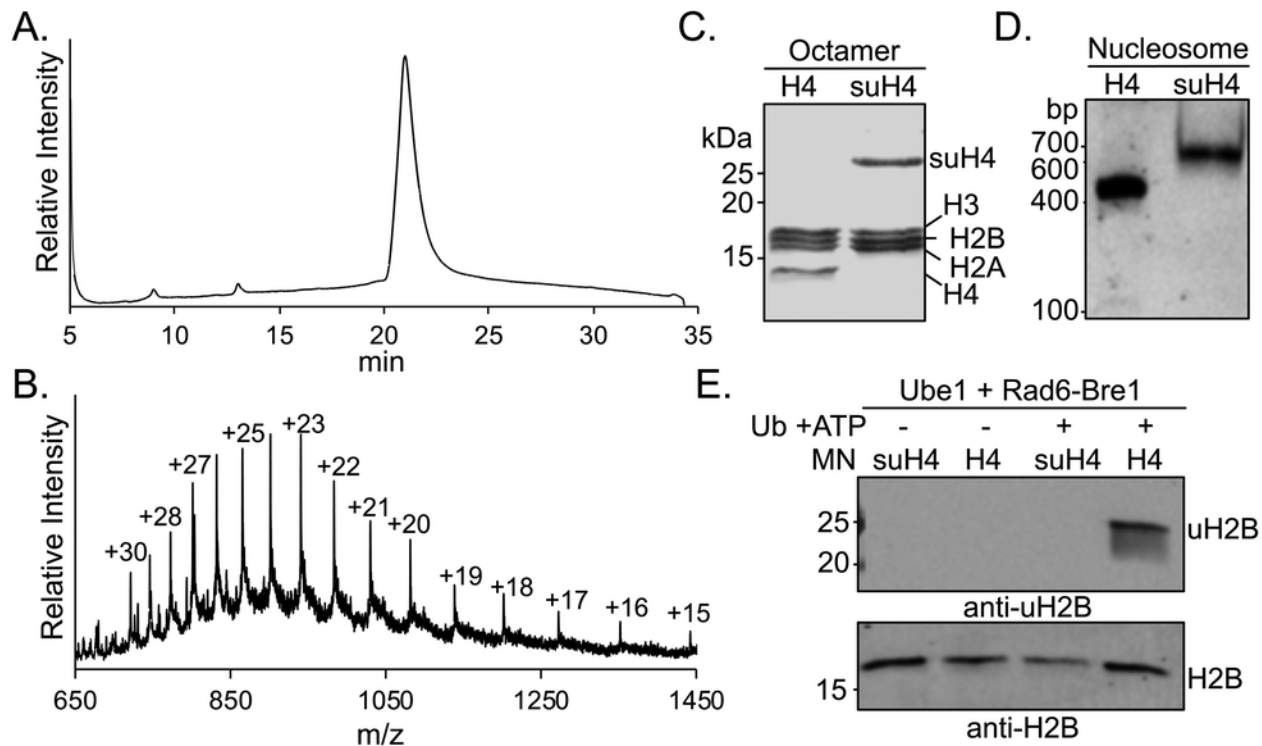 A.
Relative Intensity
5 10 15 20 25 30 35
min
B.
Relative Intensity
+30 +28 +27 +25 +23 +22 +21 +20 +19 +18 +17 +16 +15
650 850 1050 1250 1450
m/z
C.
Octamer
H4 suH4
kDa
25
20
15
suH4
H3
H2B
H2A
H4
D.
Nucleosome
H4 suH4
bp
700
600
400
100
E.
Ube1 + Rad6-Bre1
Ub +ATP - - + +
MN suH4 H4 suH4 H4
25
20
uH2B
anti-uH2B
15
H2B
anti-H2B